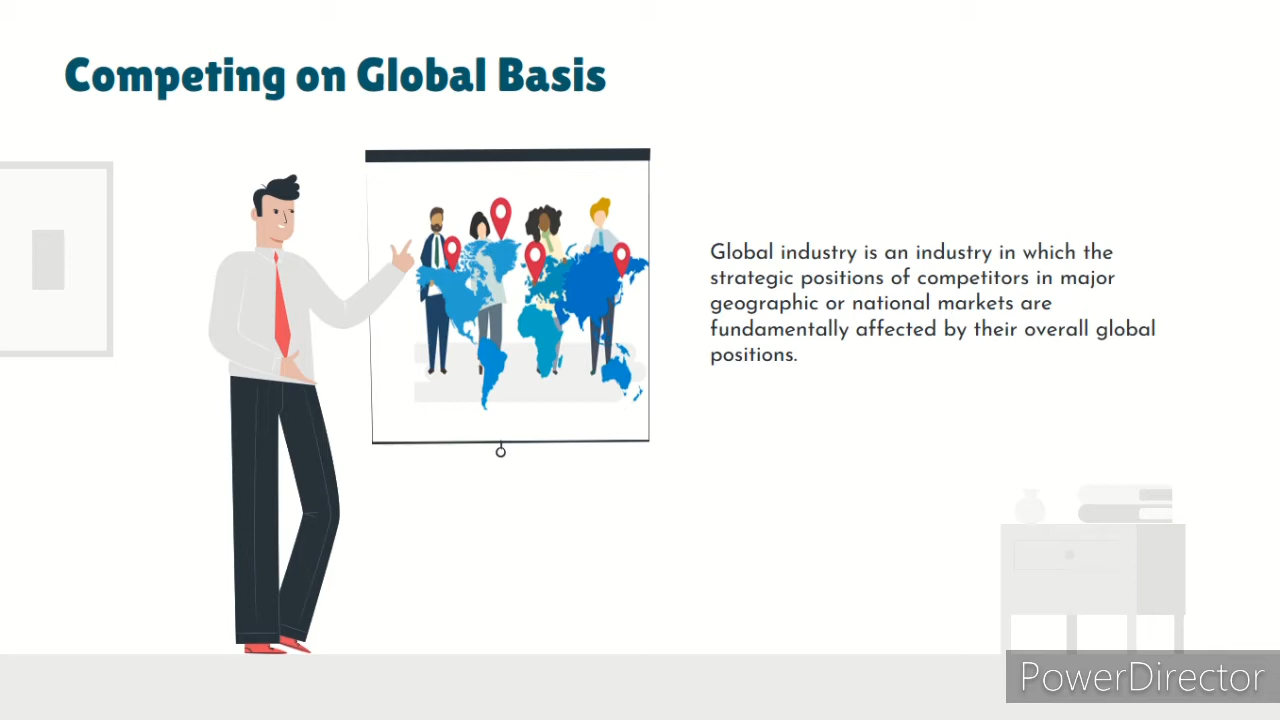 Competing on Global Basis
Global industry is an industry in which the
strategic positions of competitors in major
geographic or national markets are
fundamentally affected by their overall global
positions.
PowerDirector